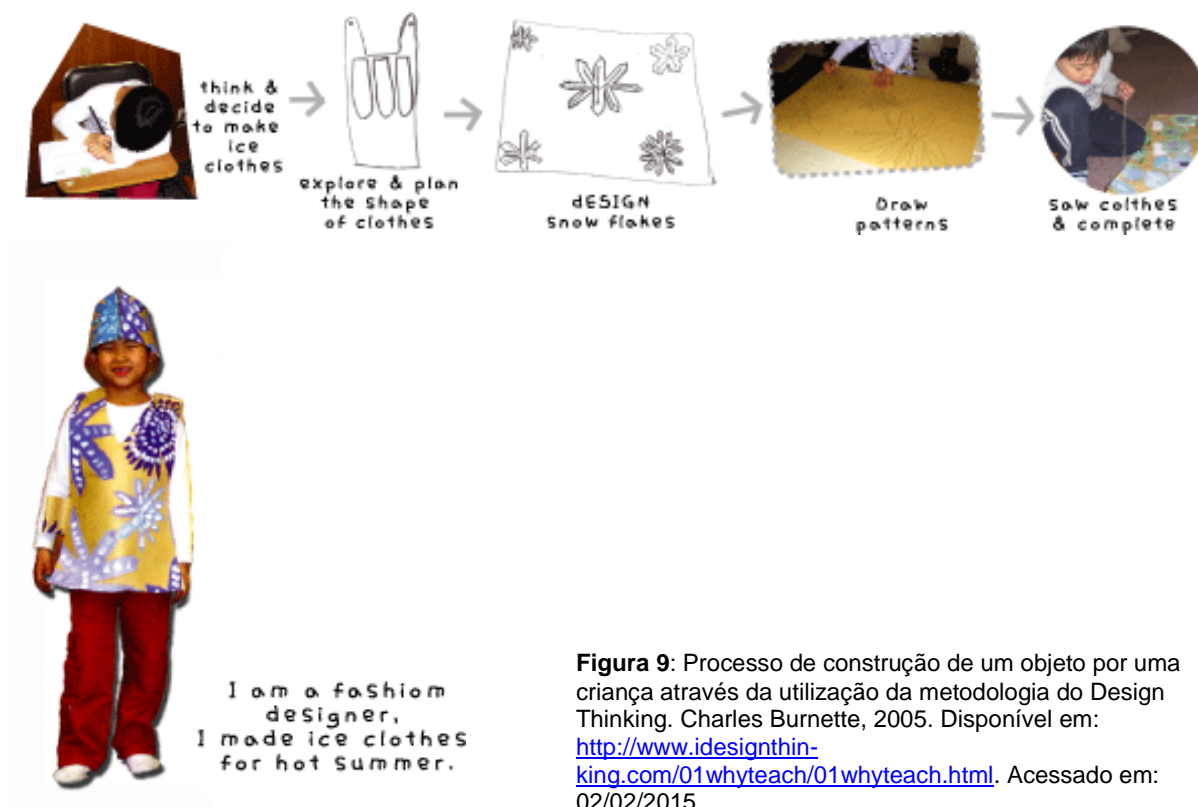 think &
decide
to make
ice
clothes
explore & plan
the shape
of clothes
dESIGN
Snow flakes
Draw
patterns
Saw colthes
& complete
I am a faShiom
designer,
I made ice clothes
for hot summer.
Figura 9: Processo de construção de um objeto por uma
criança através da utilização da metodologia do Design
Thinking. Charles Burnette, 2005. Disponível em:
http://www.idesignthin-
king.com/01whyteach/01whyteach.html. Acessado em:
02/02/2015